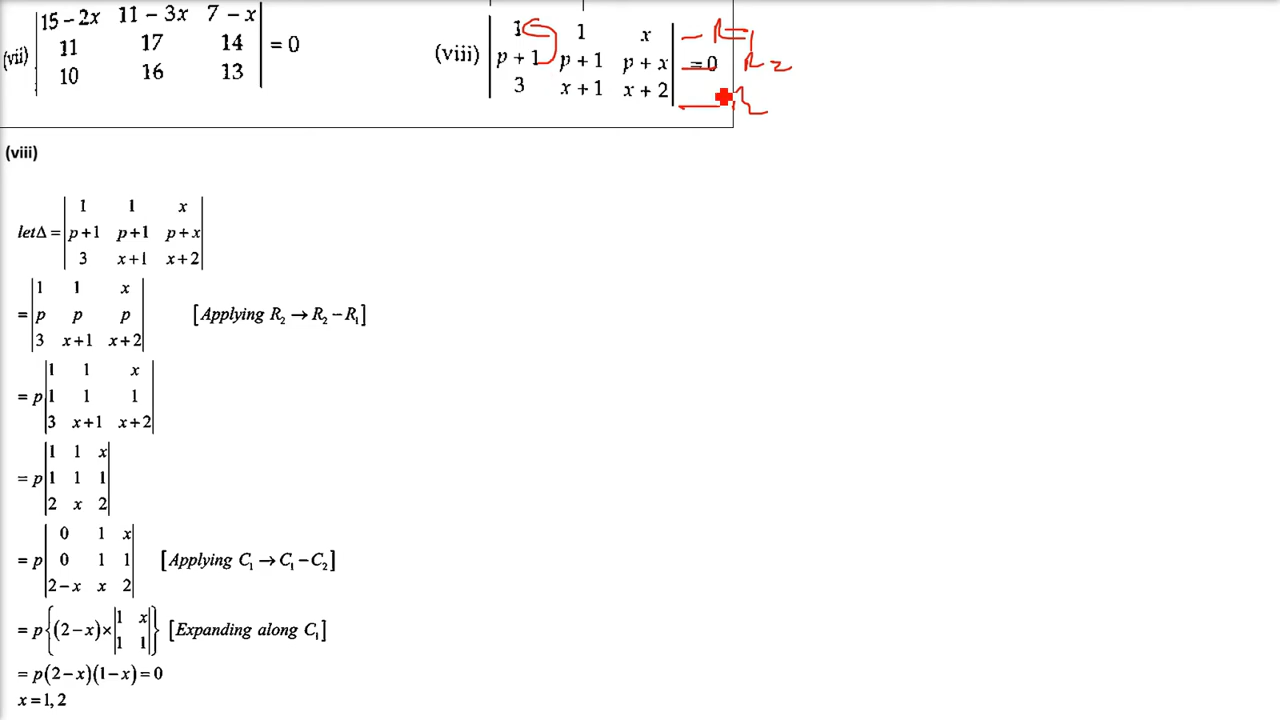 (vii) | 15 − 2x 11 − 3x 7 − x |
| 11 17 14 | = 0
| 10 16 13 |
(viii) | 1 1 x | R1
| p + 1 p + 1 p + x | = 0 R2
| 3 x + 1 x + 2 |
(viii)
| 1 1 x |
let Δ = | p+1 p+1 p+x |
| 3 x+1 x+2 |
| 1 1 x |
= | p p p | [Applying R₂ → R₂ − R₁]
| 3 x+1 x+2 |
| 1 1 x |
= p | 1 1 1 |
| 3 x+1 x+2 |
| 1 1 x |
= p | 1 1 1 |
| 2 x 2 |
| 0 1 x |
= p | 0 1 1 | [Applying C₁ → C₁ − C₂]
| 2−x x 2 |
= p{(2−x)× | 1 x | } [Expanding along C₁]
| 1 1 |
= p(2−x)(1−x) = 0
x = 1, 2